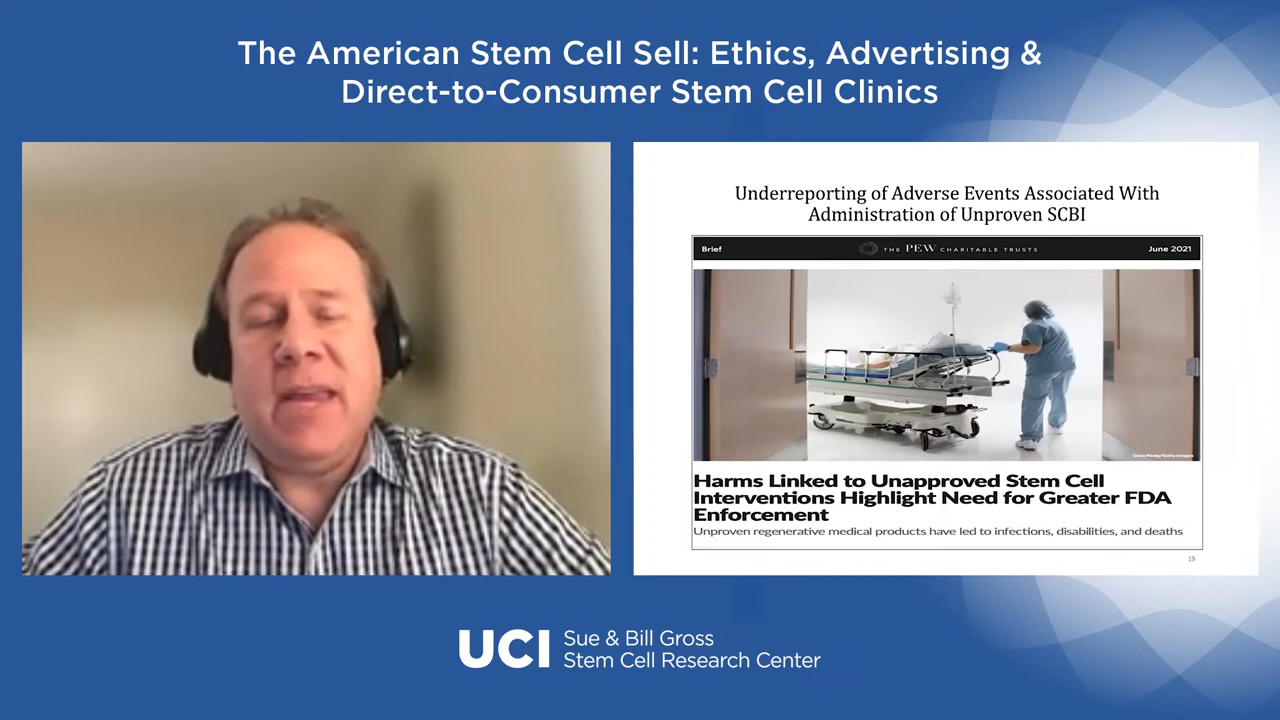 The American Stem Cell Sell: Ethics, Advertising &
Direct-to-Consumer Stem Cell Clinics
Underreporting of Adverse Events Associated With
Administration of Unproven SCBI
Brief
THE PEW CHARITABLE TRUSTS
June 2021
Harms Linked to Unapproved Stem Cell
Interventions Highlight Need for Greater FDA
Enforcement
Unproven regenerative medical products have led to infections, disabilities, and deaths
19
UCI
Sue & Bill Gross
Stem Cell Research Center